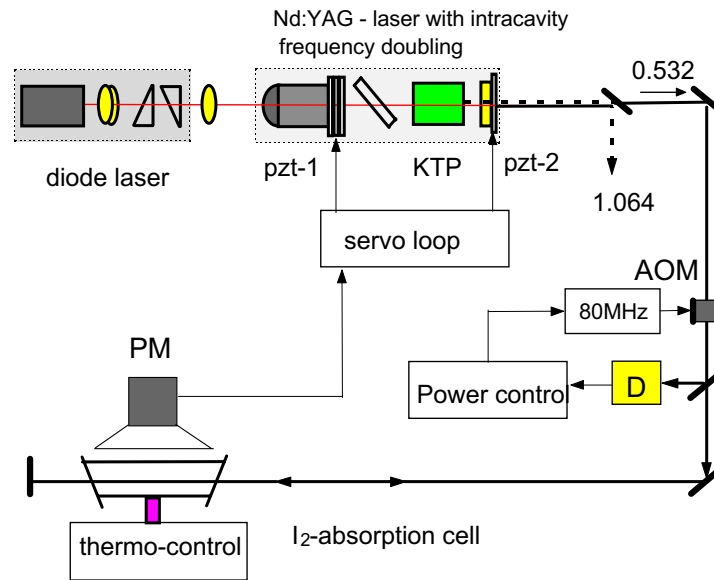 Nd:YAG - laser with intracavity
frequency doubling
0.532
diode laser
pzt-1
KTP
pzt-2
1.064
servo loop
AOM
80MHz
PM
Power control
D
I2-absorption cell
thermo-control